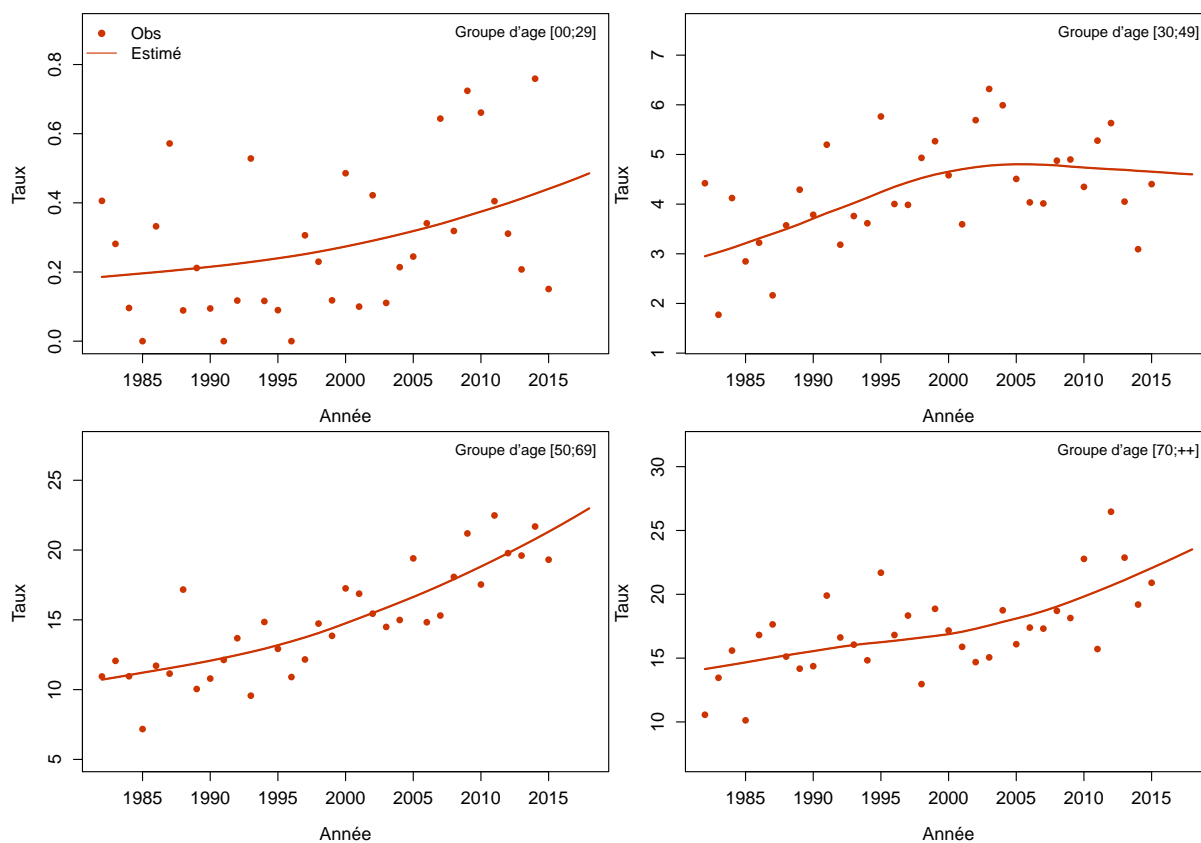 Obs
Estimé
Groupe d'age [00;29]
Taux
0.0 0.2 0.4 0.6 0.8
1985 1990 1995 2000 2005 2010 2015
Année
Groupe d'age [30;49]
Taux
1 2 3 4 5 6 7
1985 1990 1995 2000 2005 2010 2015
Année
Groupe d'age [50;69]
Taux
5 10 15 20 25
1985 1990 1995 2000 2005 2010 2015
Année
Groupe d'age [70;++]
Taux
10 15 20 25 30
1985 1990 1995 2000 2005 2010 2015
Année